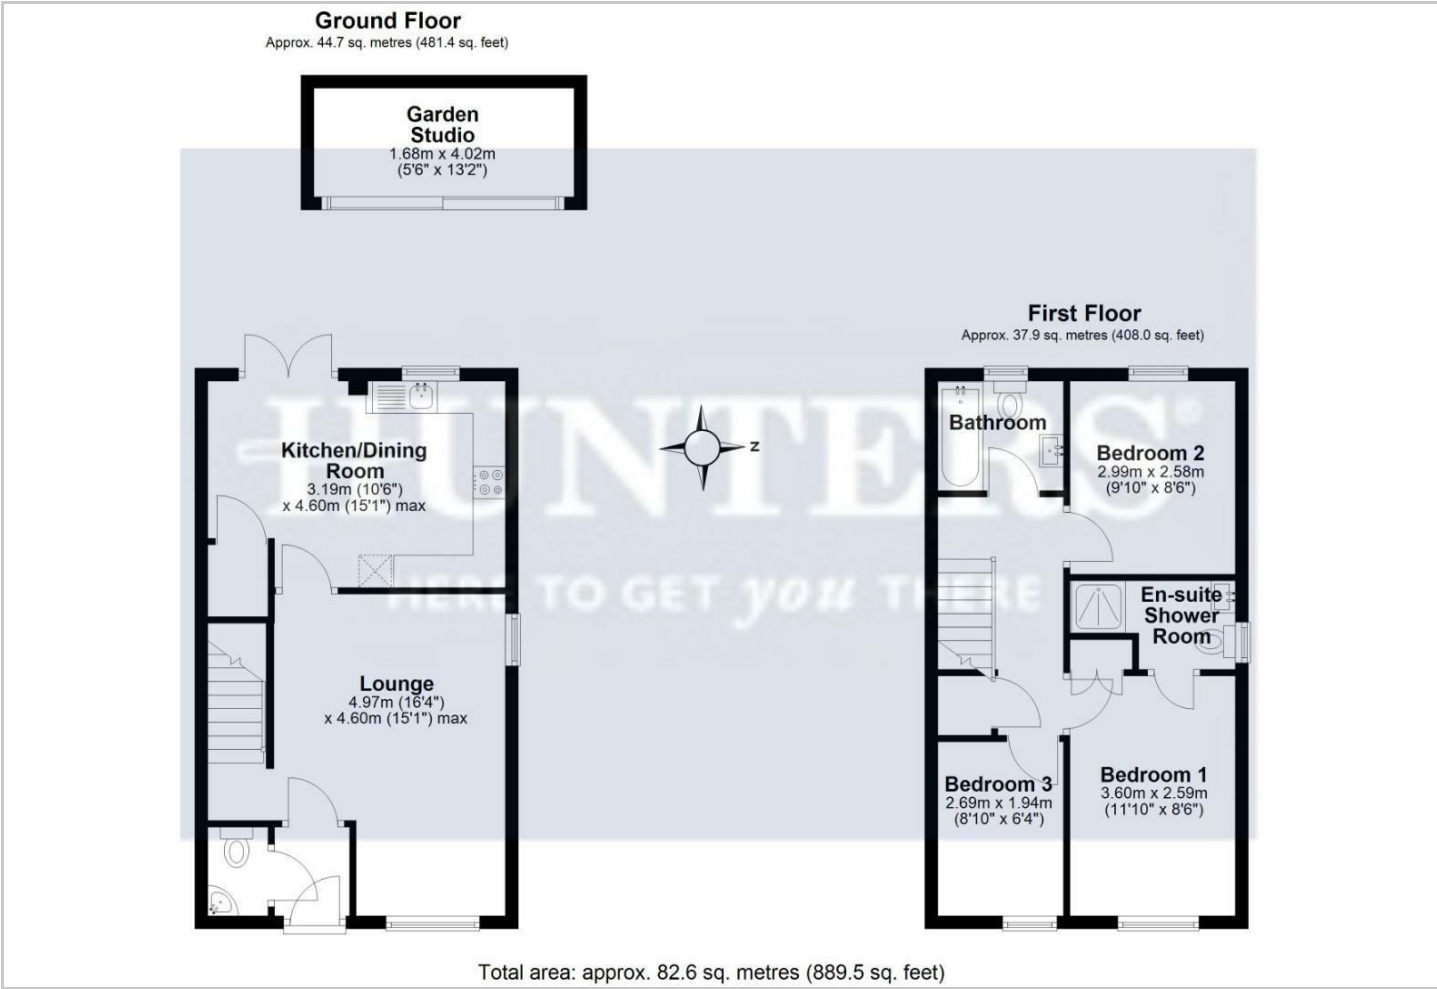 Ground Floor
Approx. 44.7 sq. metres (481.4 sq. feet)
Garden
Studio
1.68m x 4.02m
(5'6" x 13'2")
First Floor
Approx. 37.9 sq. metres (408.0 sq. feet)
Kitchen/Dining
Room
3.19m (10'6")
x 4.60m (15'1") max
Z
Bathroom
Bedroom 2
2.99m x 2.58m
(9'10" x 8'6")
HUNTERS®
HERE TO GET you THERE
En-suite
Shower
Room
Lounge
4.97m (16'4")
x 4.60m (15'1") max
Bedroom 3
2.69m x 1.94m
(8'10" x 6'4")
Bedroom 1
3.60m x 2.59m
(11'10" x 8'6")
Total area: approx. 82.6 sq. metres (889.5 sq. feet)